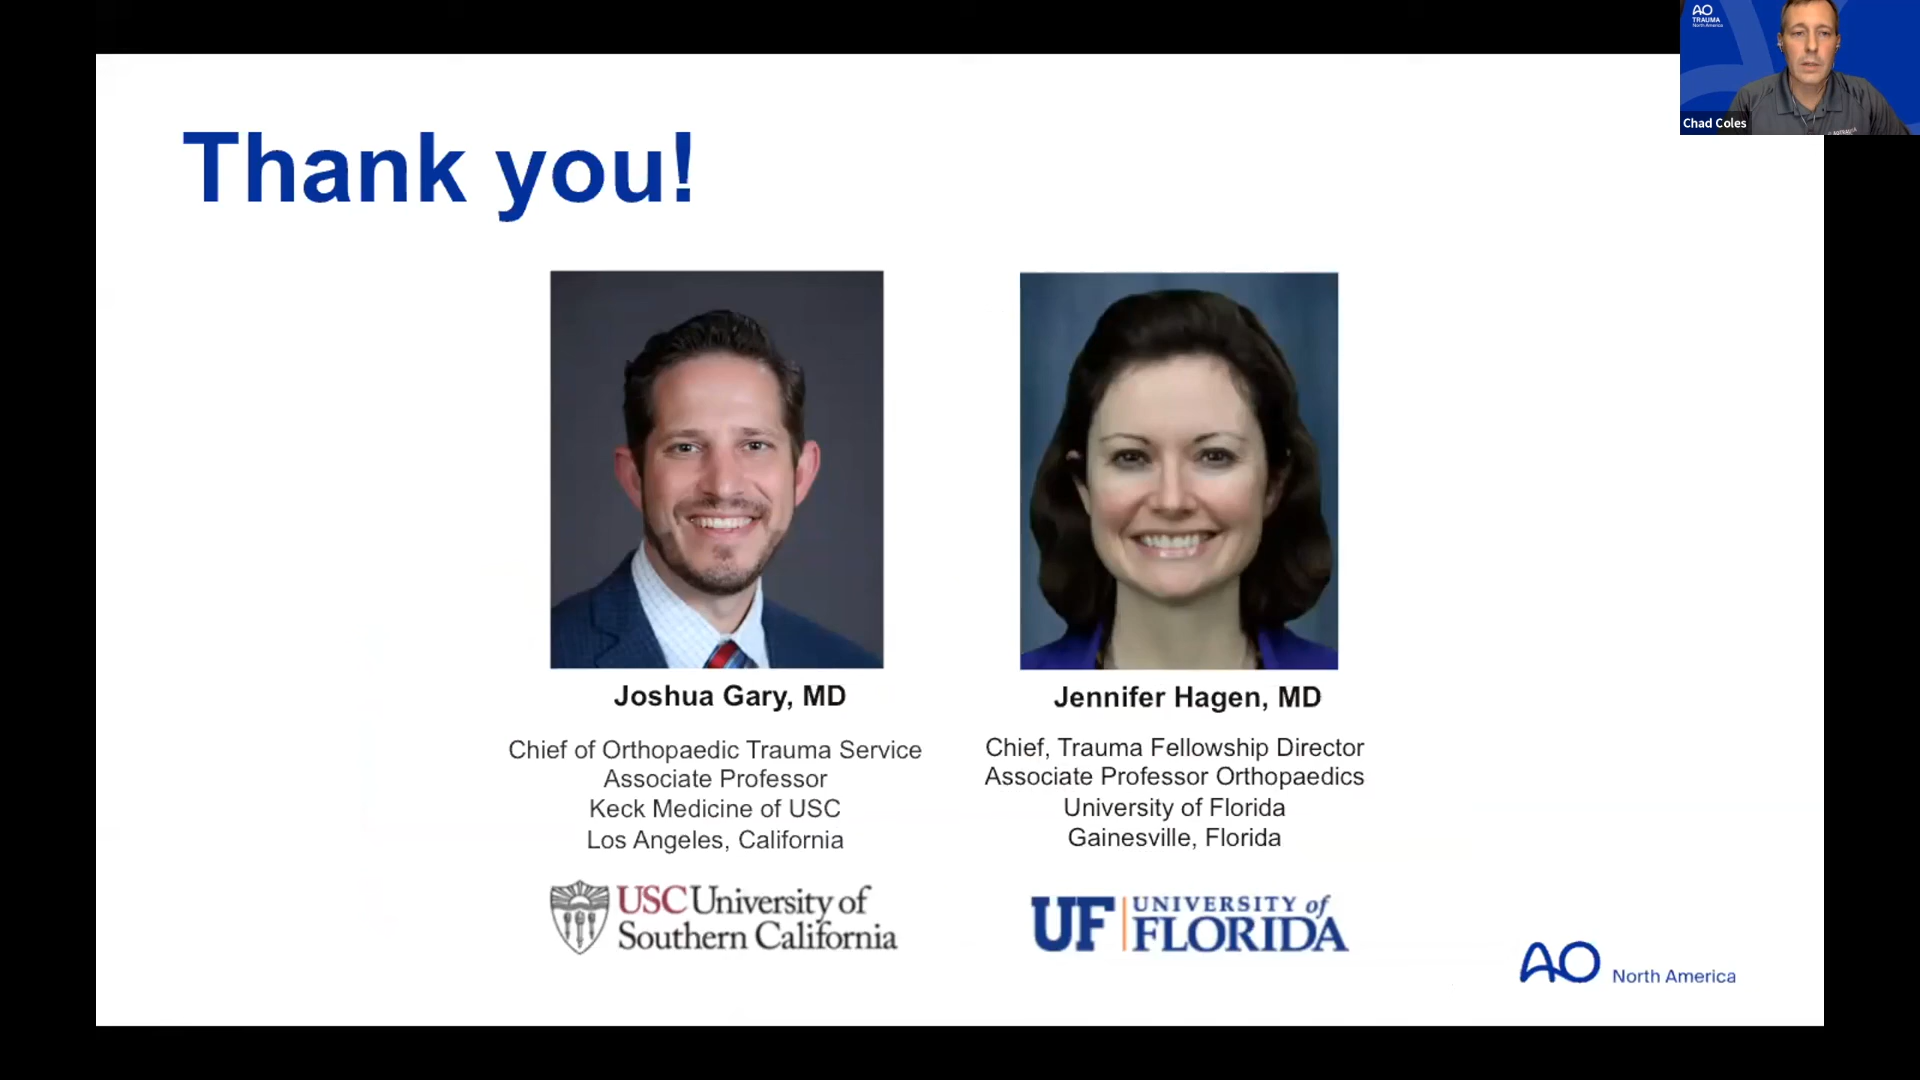 AO
TRAUMA
North America
Chad Coles
Thank you!
Joshua Gary, MD
Chief of Orthopaedic Trauma Service
Associate Professor
Keck Medicine of USC
Los Angeles, California
USC University of
Southern California
Jennifer Hagen, MD
Chief, Trauma Fellowship Director
Associate Professor Orthopaedics
University of Florida
Gainesville, Florida
UF UNIVERSITY of
FLORIDA
AO North America